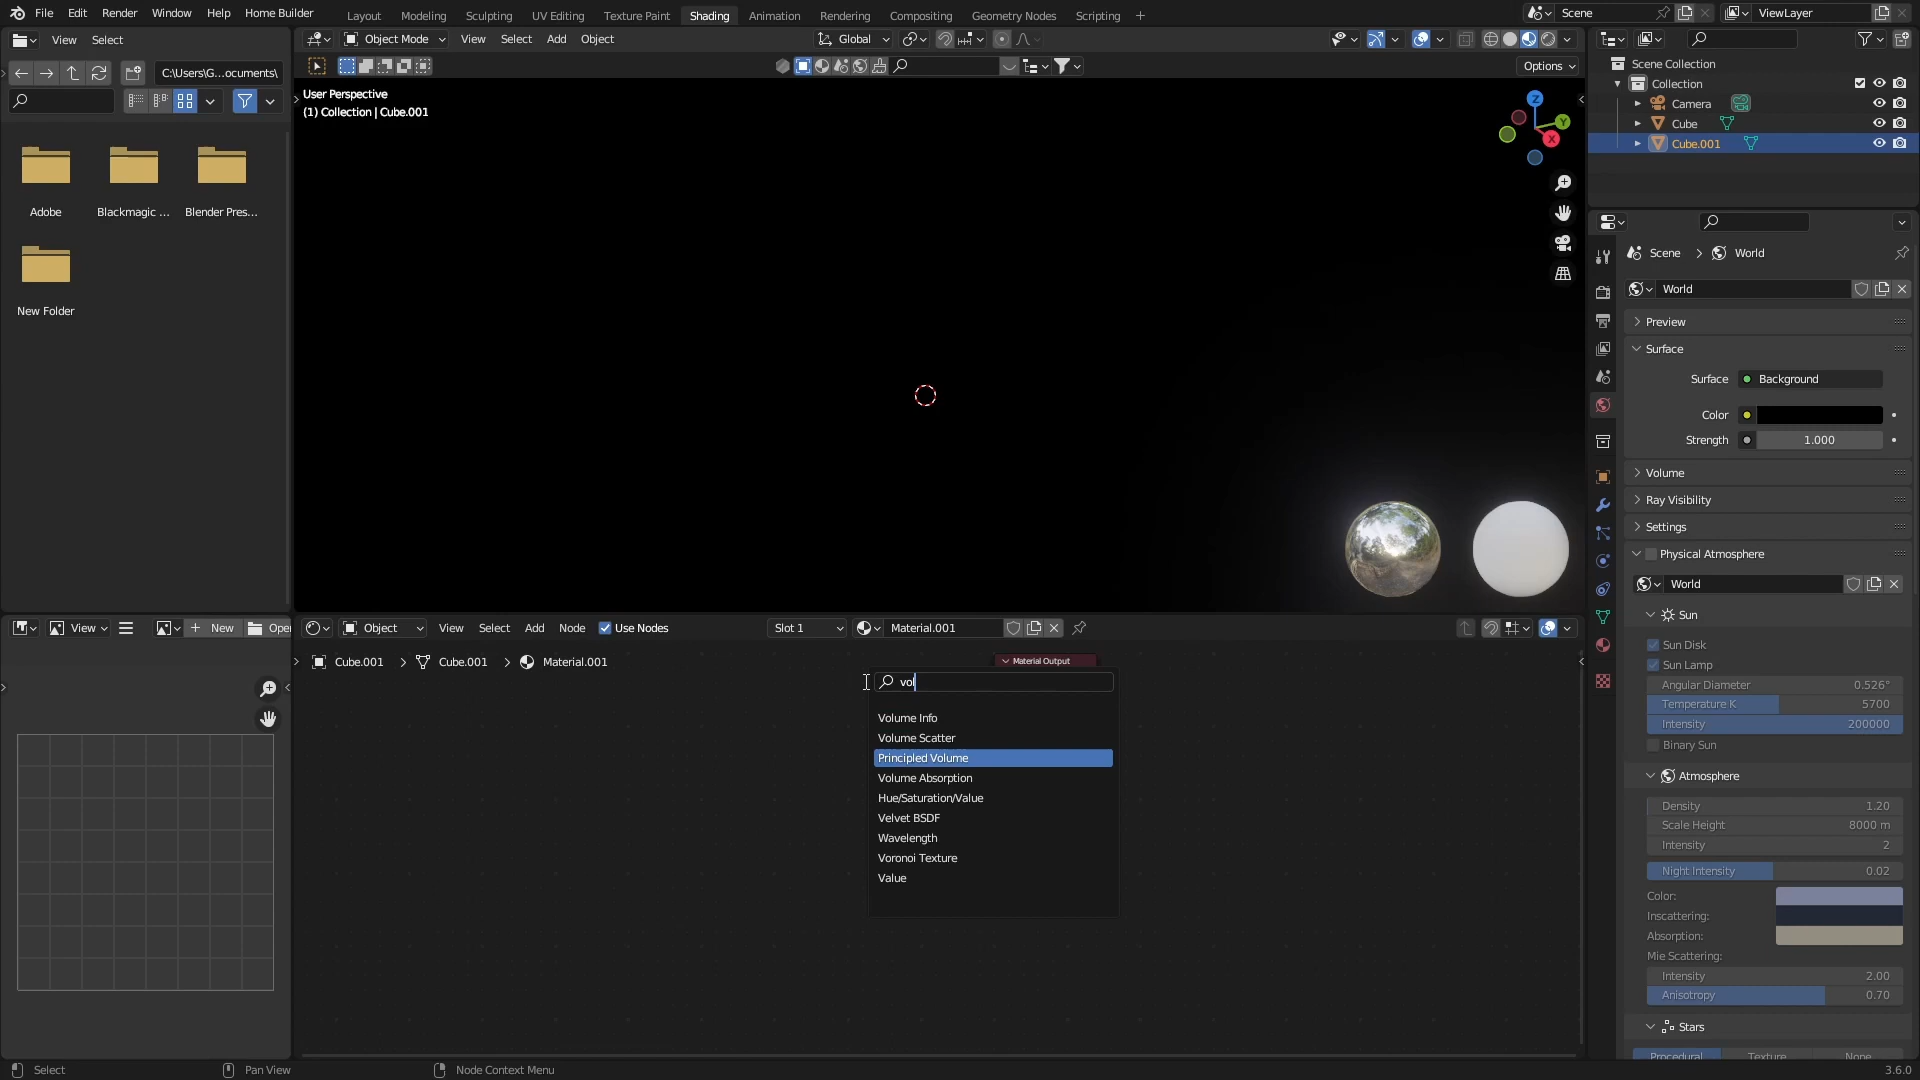 File Edit Render Window Help Home Builder
Layout Modeling Sculpting UV Editing Texture Paint Shading Animation Rendering Compositing Geometry Nodes Scripting
Scene ViewLayer
View Select
Object Mode View Select Add Object Global
C:\Users\G...ocuments\
Options
User Perspective
(1) Collection | Cube.001
Adobe Blackmagic ... Blender Pres...
New Folder
Z Y X
Scene Collection
Collection
Camera
Cube
Cube.001
Scene World
World
Preview
Surface
Surface Background
Color
Strength 1.000
Volume
Ray Visibility
Settings
Physical Atmosphere
World
Sun
Sun Disk
Sun Lamp
Angular Diameter 0.526°
Temperature K 5700
Intensity 200000
Binary Sun
Atmosphere
Density 1.20
Scale Height 8000 m
Intensity 2
Night Intensity 0.02
Color:
Inscattering:
Absorption:
Mie Scattering:
Intensity 2.00
Anisotropy 0.70
Stars
Procedural Texture None
View New Open
Object View Select Add Node Use Nodes Slot 1 Material.001
Cube.001 Cube.001 Material.001
Material Output
vol
Volume Info
Volume Scatter
Principled Volume
Volume Absorption
Hue/Saturation/Value
Velvet BSDF
Wavelength
Voronoi Texture
Value
Select Pan View Node Context Menu 3.6.0